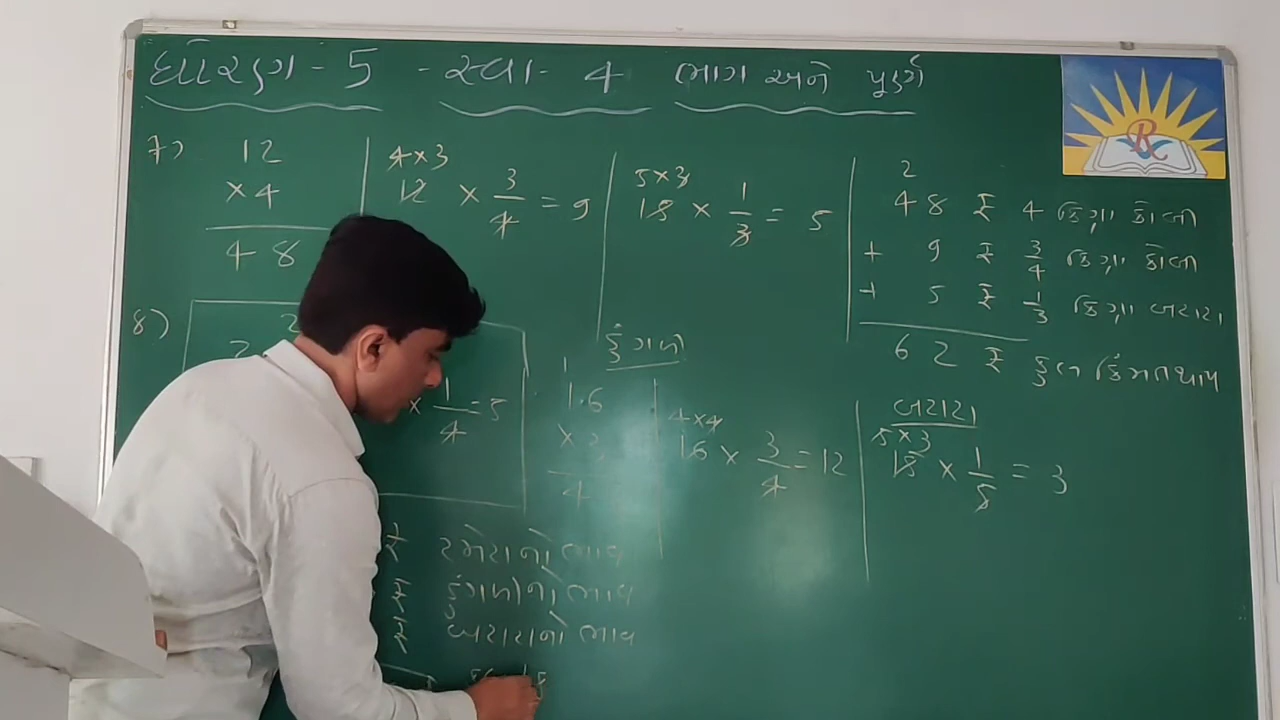 ધોરણ - 5 - સ્વા - 4 ભાગ અને પૂર્ણ
7) 12
×4
48
4×3
12 × 3/4 = 9
5×3
15 × 1/3 = 5
2
48 ₹ 4 કિગ્રા કોબી
+ 9 ₹ 3/4 કિગ્રા કોબી
+ 5 ₹ 1/3 કિગ્રા બટાટા
62 ₹ કુલ કિંમત થાય
8)
× 1/4 = 5
ડુંગળી
1
16
×3
4
4×4
16 × 3/4 = 12
બટાટા
5×3
15 × 1/5 = 3
₹ ટમેટાનો ભાવ
₹ ડુંગળીનો ભાવ
₹ બટાટાનો ભાવ